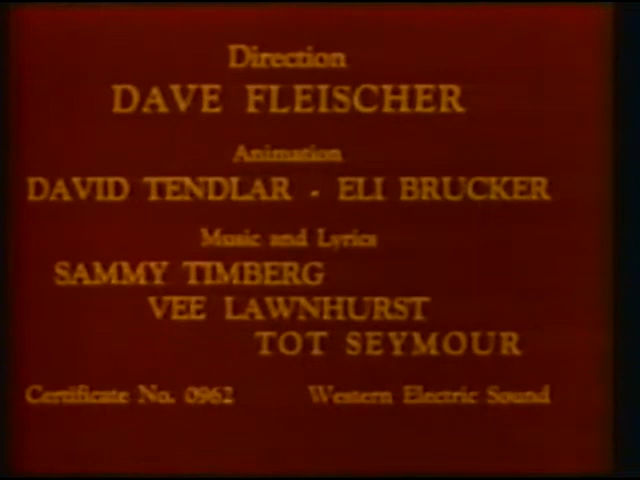 Direction
DAVE FLEISCHER
Animation
DAVID TENDLAR - ELI BRUCKER
Music and Lyrics
SAMMY TIMBERG
VEE LAWNHURST
TOT SEYMOUR
Certificate No. 0962 Western Electric Sound